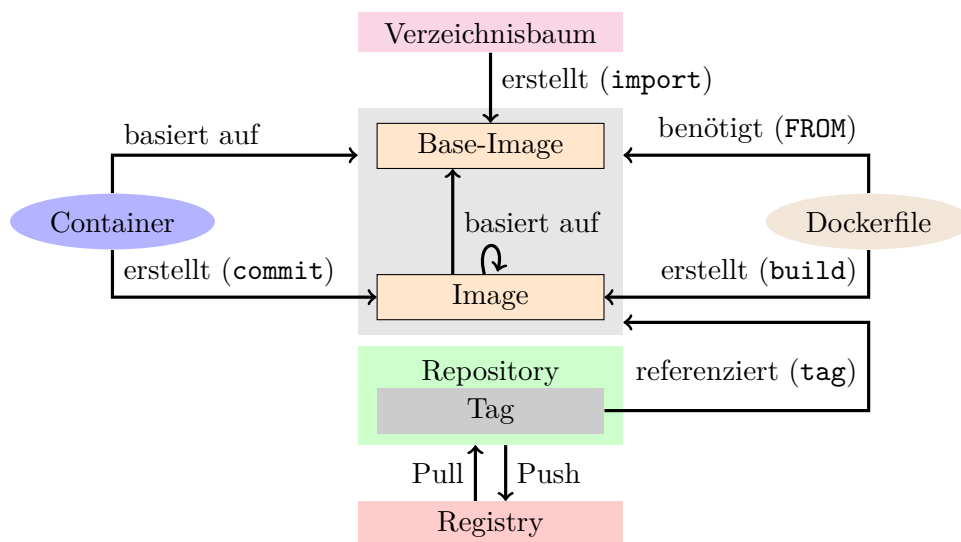 Verzeichnisbaum
erstellt (import)
basiert auf
Base-Image
benötigt (FROM)
Container
basiert auf
Dockerfile
erstellt (commit)
Image
erstellt (build)
Repository
referenziert (tag)
Tag
Pull
Push
Registry